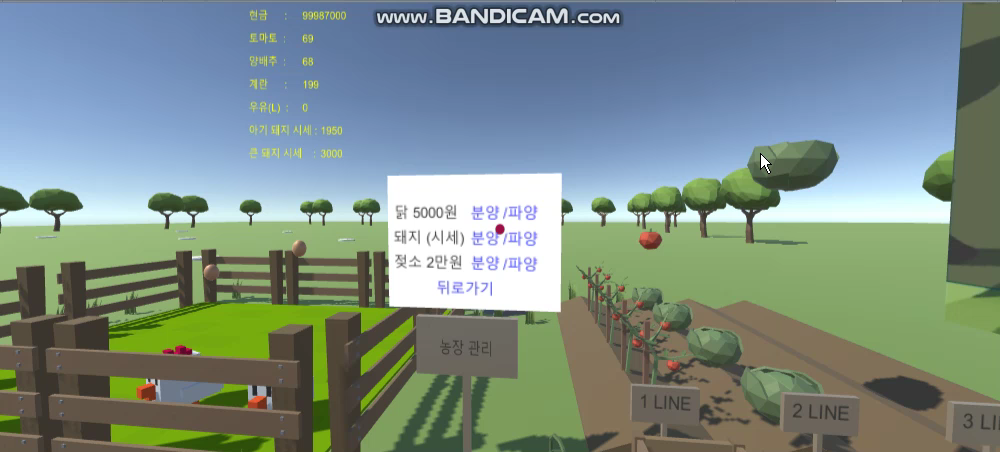 www.BANDICAM.com
현금 : 99987000
토마토 : 69
양배추 : 68
계란 : 199
우유(L) : 0
아기 돼지 시세 : 1950
큰 돼지 시세 : 3000
닭 5000원 분양/파양
돼지 (시세) 분양/파양
젖소 2만원 분양/파양
뒤로가기
농장 관리
1 LINE
2 LINE
3 LI